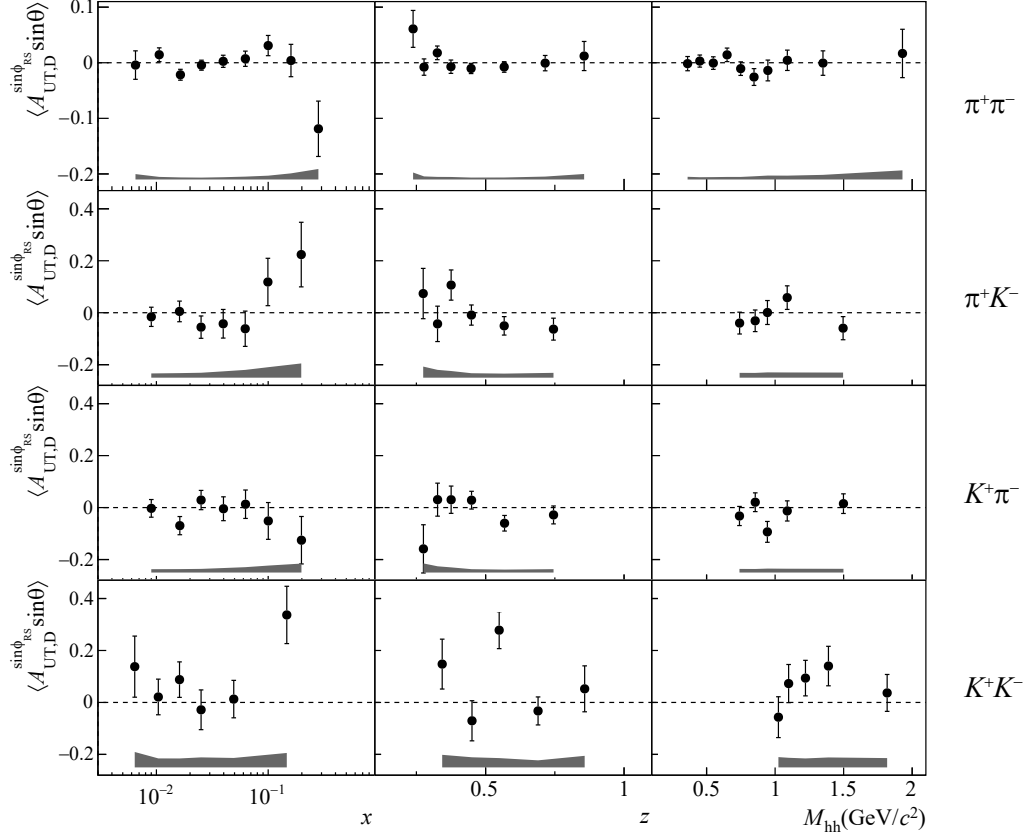 0.1
0
−0.1
−0.2
⟨A_UT,D^sinϕ_RS sinθ⟩
π⁺π⁻
0.4
0.2
0
−0.2
⟨A_UT,D^sinϕ_RS sinθ⟩
π⁺K⁻
0.4
0.2
0
−0.2
⟨A_UT,D^sinϕ_RS sinθ⟩
K⁺π⁻
0.4
0.2
0
−0.2
⟨A_UT,D^sinϕ_RS sinθ⟩
K⁺K⁻
10⁻² 10⁻¹ 0.5 1 0.5 1 1.5 2
x z M_hh(GeV/c²)